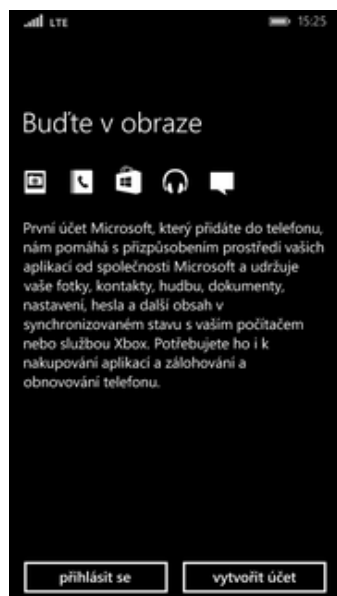 LTE 15:25
Buďte v obraze
První účet Microsoft, který přidáte do telefonu,
nám pomáhá s přizpůsobením prostředí vašich
aplikací od společnosti Microsoft a udržuje
vaše fotky, kontakty, hudbu, dokumenty,
nastavení, hesla a další obsah v
synchronizovaném stavu s vaším počítačem
nebo službou Xbox. Potřebujete ho i k
nakupování aplikací a zálohování a
obnovování telefonu.
přihlásit se vytvořit účet